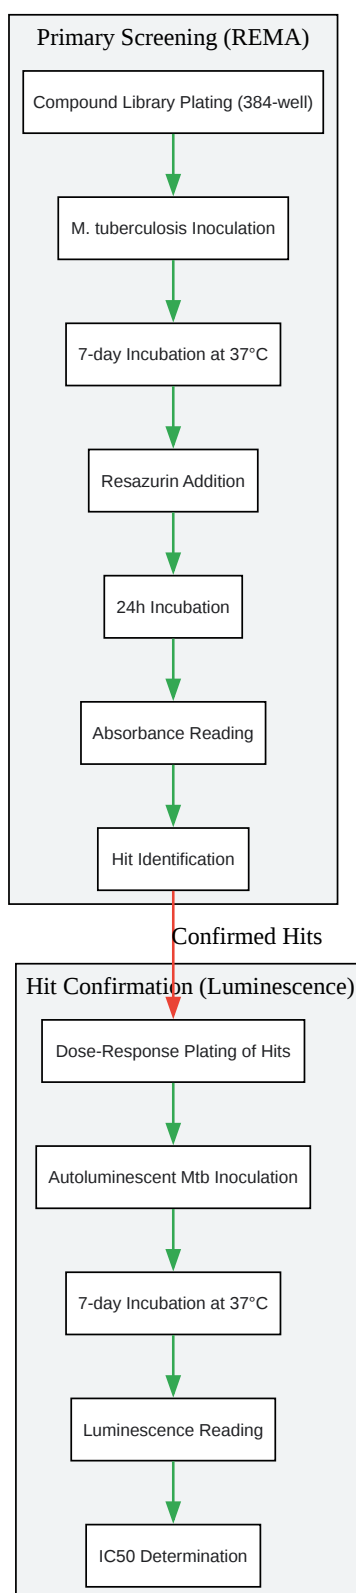 Primary Screening (REMA)
Compound Library Plating (384-well)
M. tuberculosis Inoculation
7-day Incubation at 37°C
Resazurin Addition
24h Incubation
Absorbance Reading
Hit Identification
Confirmed Hits
Hit Confirmation (Luminescence)
Dose-Response Plating of Hits
Autoluminescent Mtb Inoculation
7-day Incubation at 37°C
Luminescence Reading
IC50 Determination